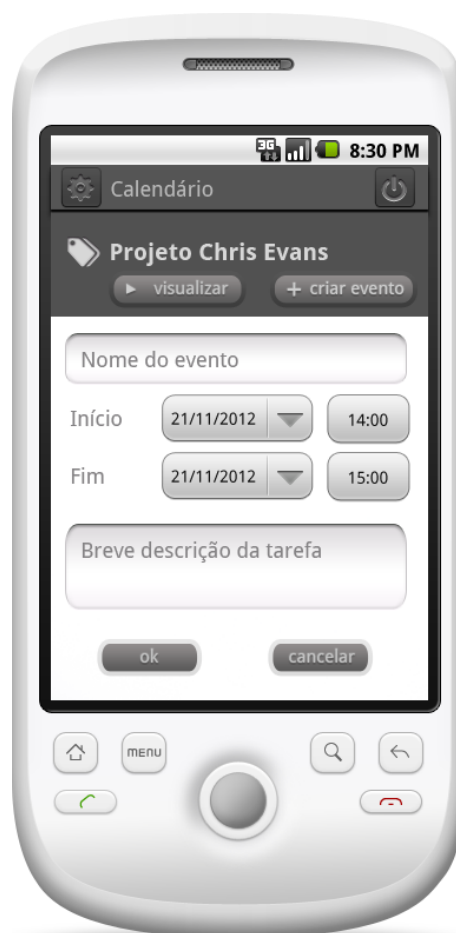 3G 8:30 PM
Calendário
Projeto Chris Evans
visualizar + criar evento
Nome do evento
Início 21/11/2012 14:00
Fim 21/11/2012 15:00
Breve descrição da tarefa
ok cancelar
MENU